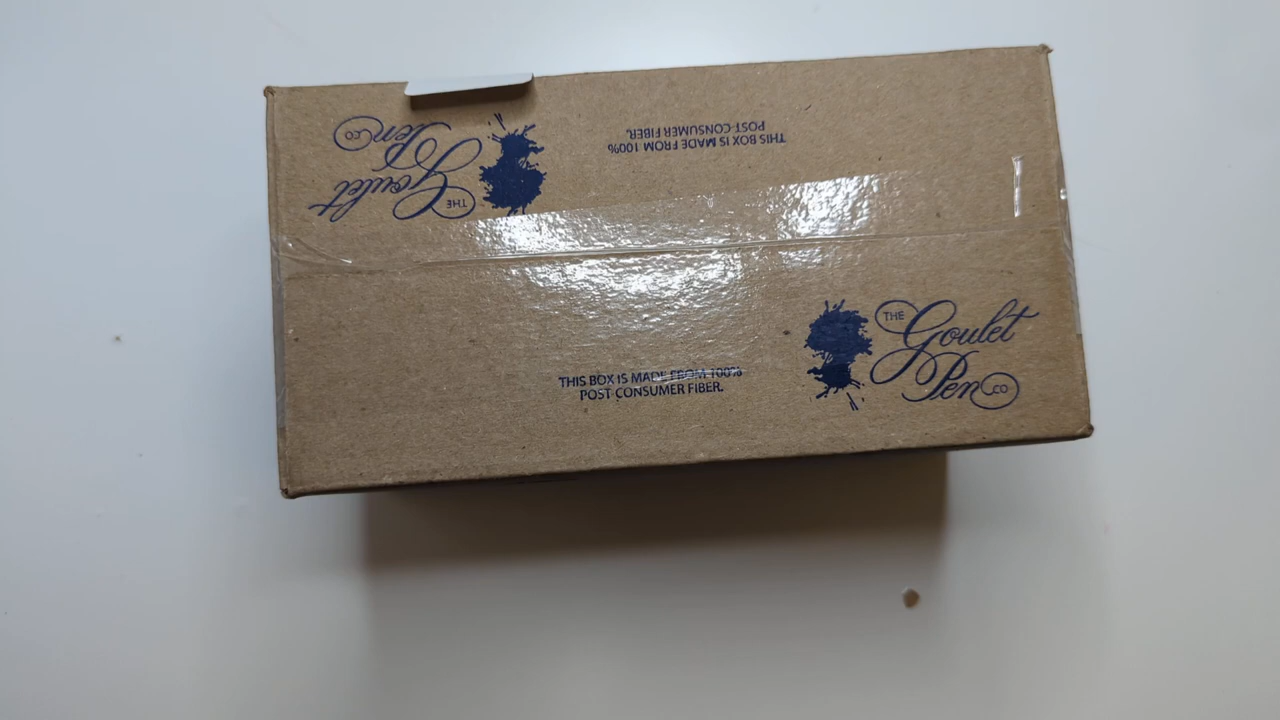 THE Goulet
Pen CO
THIS BOX IS MADE FROM 100%
POST-CONSUMER FIBER.
THIS BOX IS MADE FROM 100%
POST-CONSUMER FIBER.
THE Goulet
Pen CO